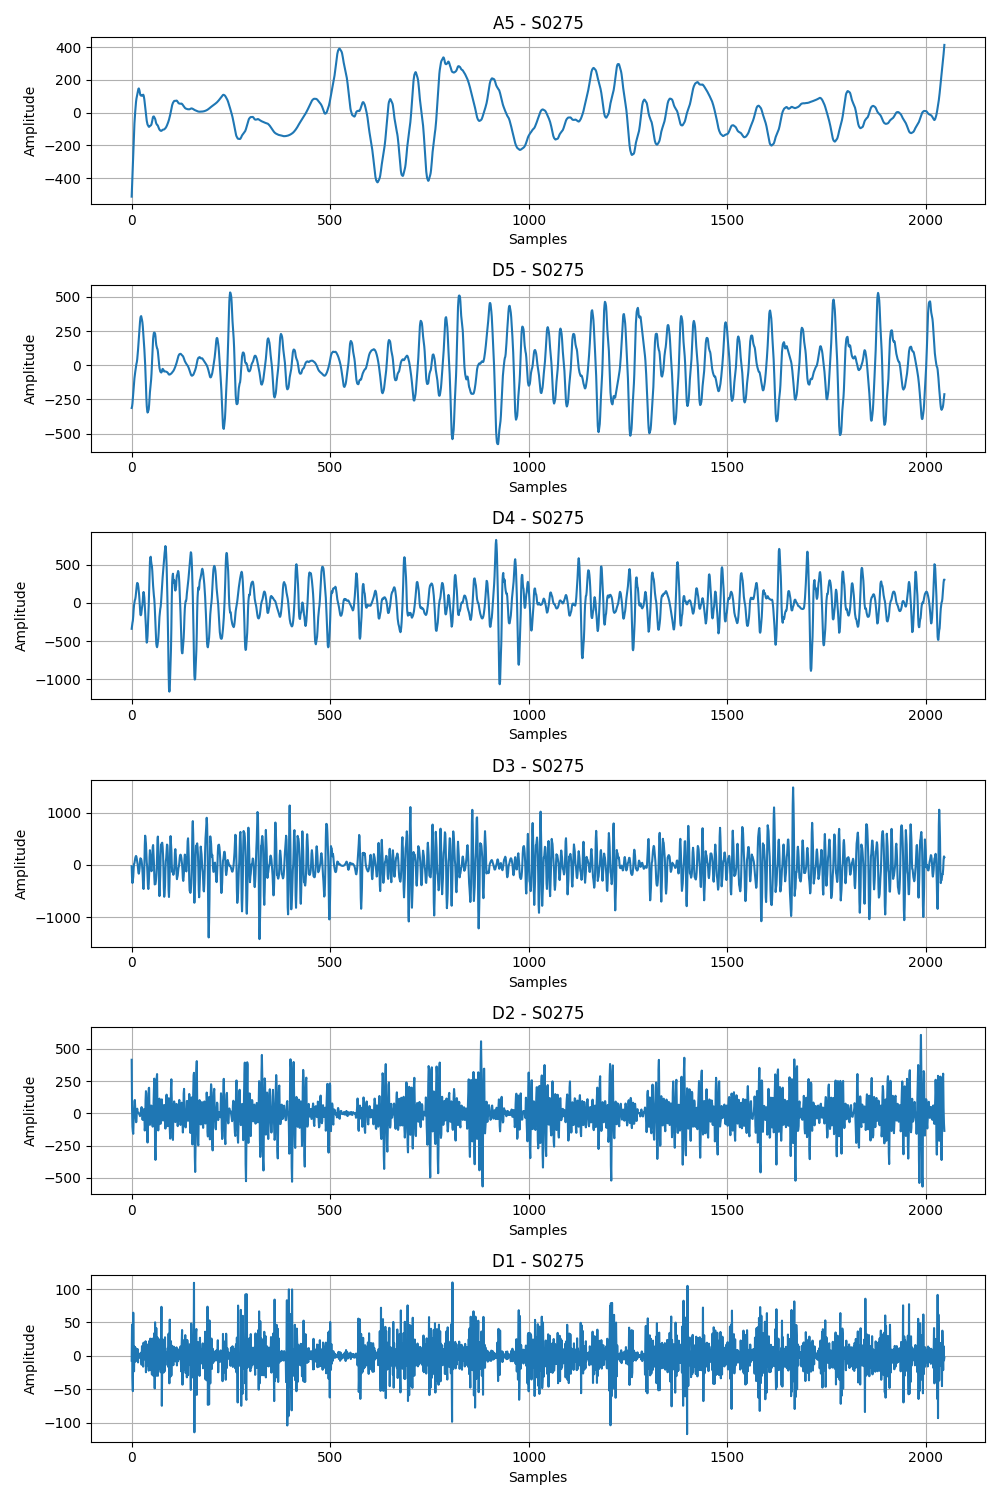 A5 - S0275
400
200
0
−200
−400
Amplitude
0 500 1000 1500 2000
Samples
D5 - S0275
500
250
0
−250
−500
Amplitude
0 500 1000 1500 2000
Samples
D4 - S0275
500
0
−500
−1000
Amplitude
0 500 1000 1500 2000
Samples
D3 - S0275
1000
0
−1000
Amplitude
0 500 1000 1500 2000
Samples
D2 - S0275
500
250
0
−250
−500
Amplitude
0 500 1000 1500 2000
Samples
D1 - S0275
100
50
0
−50
−100
Amplitude
0 500 1000 1500 2000
Samples